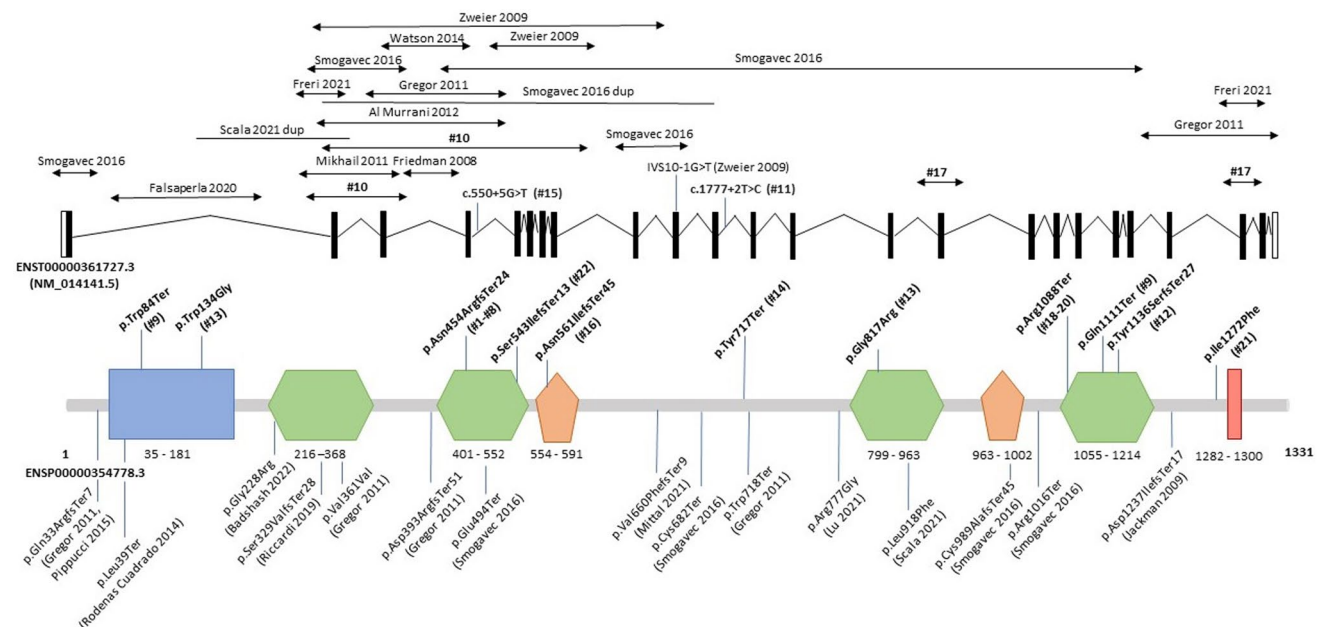 Zweier 2009
Watson 2014
Zweier 2009
Smogavec 2016
Smogavec 2016
Freri 2021
Gregor 2011
Smogavec 2016 dup
Freri 2021
Al Murrani 2012
Scala 2021 dup
#10
Smogavec 2016
Gregor 2011
Smogavec 2016
Mikhail 2011
Friedman 2008
IVS10-1G>T (Zweier 2009)
#17
#17
Falsaperla 2020
#10
c.550+5G>T (#15)
c.1777+2T>C (#11)
ENST00000361727.3
(NM_014141.5)
p.Trp84Ter
(#9)
p.Trp134Gly
(#13)
p.Asn454ArgfsTer24
(#1-#8)
p.Ser543IlefsTer13 (#22)
p.Asn561IlefsTer45
(#16)
p.Tyr717Ter (#14)
p.Gly817Arg (#13)
p.Arg1088Ter
(#18-20)
p.Gln1111Ter (#9)
p.Tyr1136SerfsTer27
(#12)
p.Ile1272Phe
(#21)
1
35 - 181
216 –368
401 - 552
554 - 591
799 - 963
963 - 1002
1055 - 1214
1282 - 1300
1331
ENSP00000354778.3
p.Gln33ArgfsTer7
(Gregor 2011,
Pippucci 2015)
p.Leu39Ter
(Rodenas Cuadrado 2014)
p.Gly228Arg
(Badshash 2022)
p.Ser329ValfsTer28
(Riccardi 2019)
p.Val361Val
(Gregor 2011)
p.Asp393ArgfsTer51
(Gregor 2011)
p.Glu494Ter
(Smogavec 2016)
p.Val660PhefsTer9
(Mittal 2021)
p.Cys682Ter
(Smogavec 2016)
p.Trp718Ter
(Gregor 2011)
p.Arg777Gly
(Lu 2021)
p.Leu918Phe
(Scala 2021)
p.Cys989AlafsTer45
(Smogavec 2016)
p.Arg1016Ter
(Smogavec 2016)
p.Asp1237IlefsTer17
(Jackman 2009)